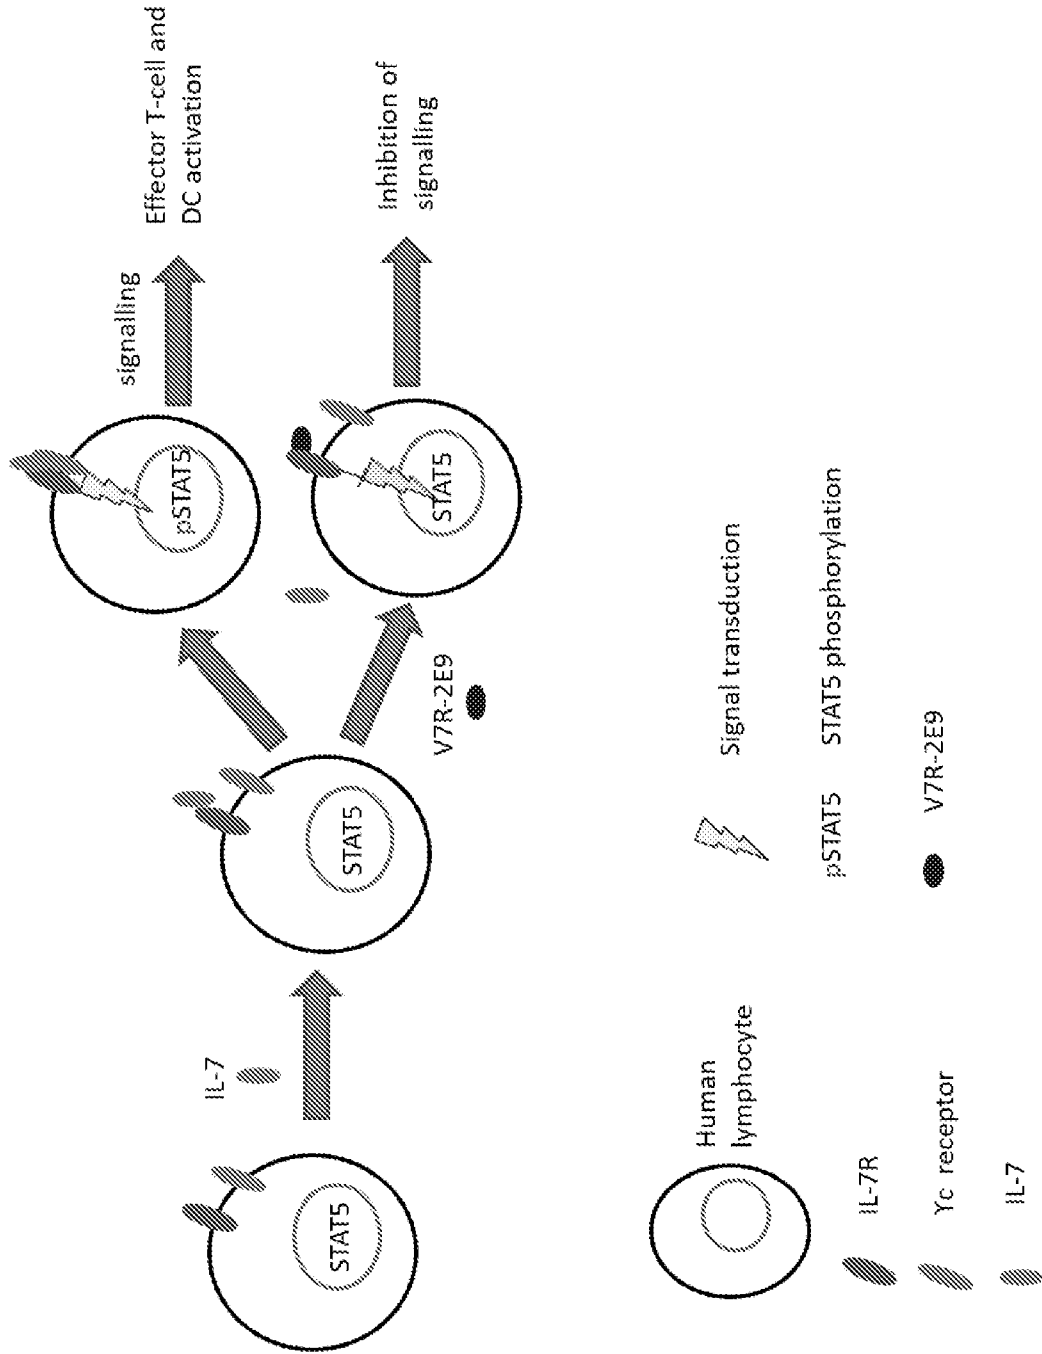 STAT5
IL-7
STAT5
V7R-2E9
pSTAT5
signalling
Effector T-cell and
DC activation
STAT5
Inhibition of
signalling
Human
lymphocyte
IL-7R
Yc receptor
IL-7
Signal transduction
pSTAT5 STAT5 phosphorylation
V7R-2E9